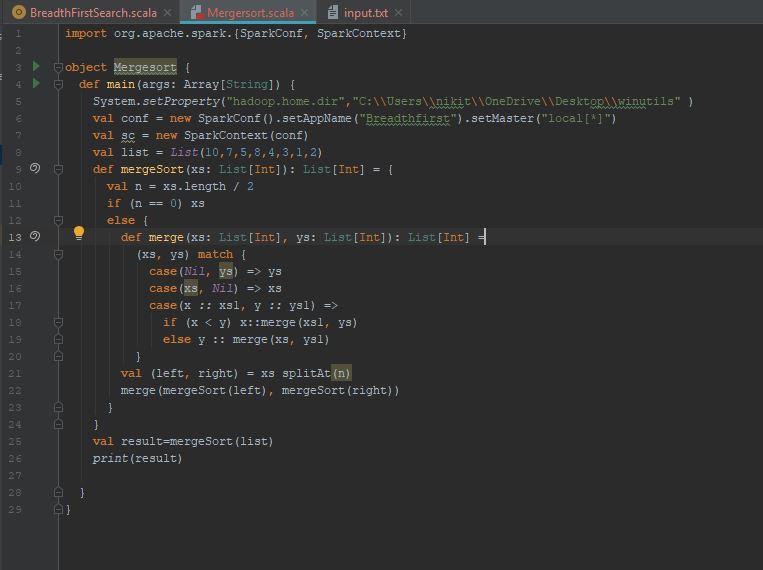 BreadthFirstSearch.scala × Mergersort.scala × input.txt ×
1 import org.apache.spark.{SparkConf, SparkContext}
2
3 object Mergesort {
4 def main(args: Array[String]) {
5 System.setProperty("hadoop.home.dir","C:\\Users\\nikit\\OneDrive\\Desktop\\winutils" )
6 val conf = new SparkConf().setAppName("Breadthfirst").setMaster("local[*]")
7 val sc = new SparkContext(conf)
8 val list = List(10,7,5,8,4,3,1,2)
9 def mergeSort(xs: List[Int]): List[Int] = {
10 val n = xs.length / 2
11 if (n == 0) xs
12 else {
13 def merge(xs: List[Int], ys: List[Int]): List[Int] =
14 (xs, ys) match {
15 case(Nil, ys) => ys
16 case(xs, Nil) => xs
17 case(x :: xs1, y :: ys1) =>
18 if (x < y) x::merge(xs1, ys)
19 else y :: merge(xs, ys1)
20 }
21 val (left, right) = xs splitAt(n)
22 merge(mergeSort(left), mergeSort(right))
23 }
24 }
25 val result=mergeSort(list)
26 print(result)
27
28 }
29 }